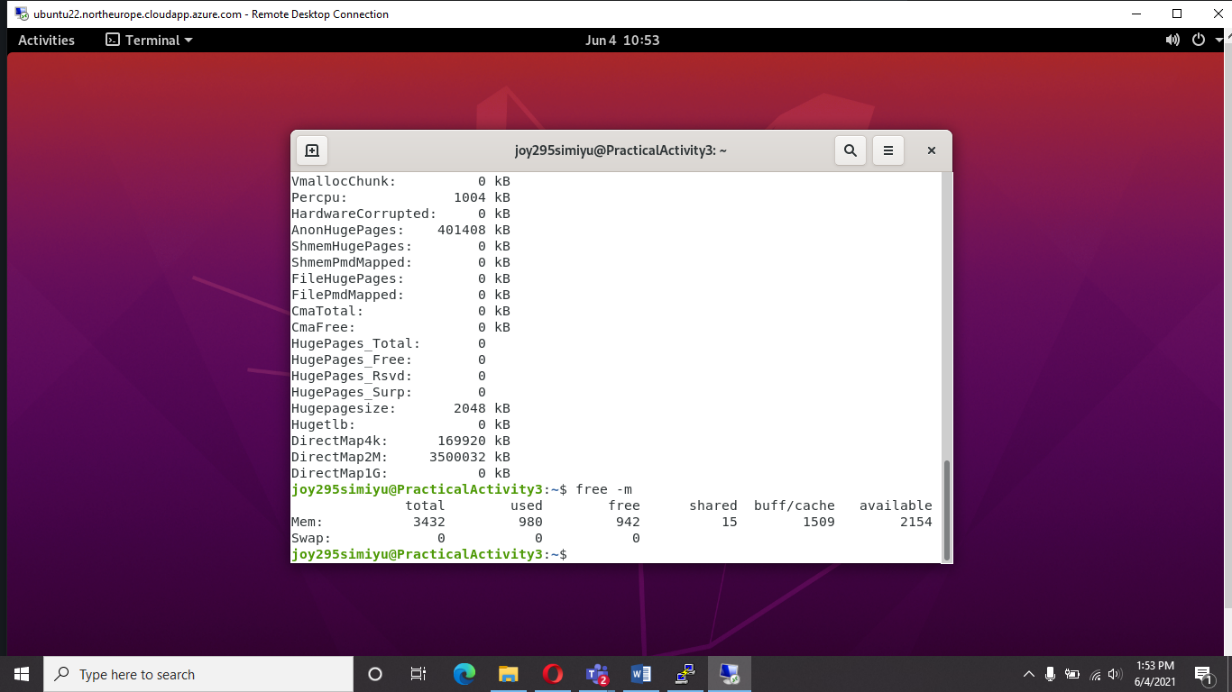 ubuntu22.northeurope.cloudapp.azure.com - Remote Desktop Connection
Activities Terminal Jun 4 10:53
joy295simiyu@PracticalActivity3: ~
VmallocChunk: 0 kB
Percpu: 1004 kB
HardwareCorrupted: 0 kB
AnonHugePages: 401408 kB
ShmemHugePages: 0 kB
ShmemPmdMapped: 0 kB
FileHugePages: 0 kB
FilePmdMapped: 0 kB
CmaTotal: 0 kB
CmaFree: 0 kB
HugePages_Total: 0
HugePages_Free: 0
HugePages_Rsvd: 0
HugePages_Surp: 0
Hugepagesize: 2048 kB
Hugetlb: 0 kB
DirectMap4k: 169920 kB
DirectMap2M: 3500032 kB
DirectMap1G: 0 kB
joy295simiyu@PracticalActivity3:~$ free -m
total used free shared buff/cache available
Mem: 3432 980 942 15 1509 2154
Swap: 0 0 0
joy295simiyu@PracticalActivity3:~$
Type here to search
2
1:53 PM
6/4/2021
1